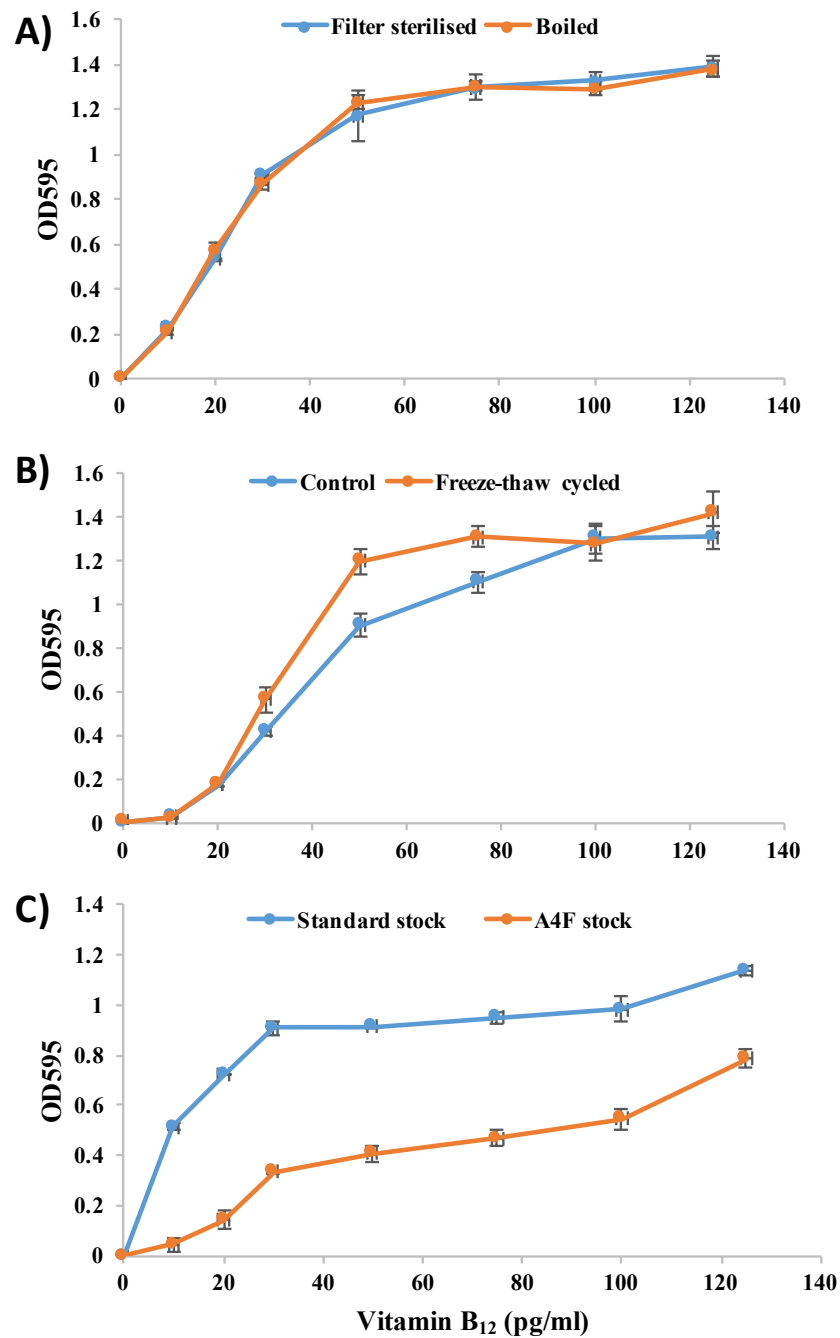 A)
Filter sterilised Boiled
1.6
1.4
1.2
1
0.8
0.6
0.4
0.2
0
OD595
0 20 40 60 80 100 120 140
B)
Control Freeze-thaw cycled
1.6
1.4
1.2
1
0.8
0.6
0.4
0.2
0
OD595
0 20 40 60 80 100 120 140
C)
Standard stock A4F stock
1.4
1.2
1
0.8
0.6
0.4
0.2
0
OD595
0 20 40 60 80 100 120 140
Vitamin B₁₂ (pg/ml)